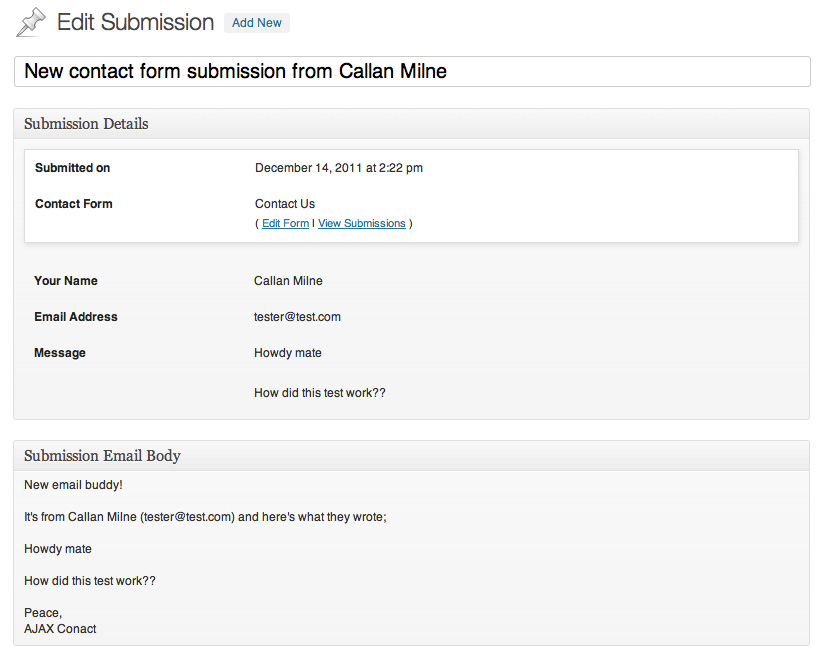 Edit Submission Add New
New contact form submission from Callan Milne
Submission Details
Submitted on December 14, 2011 at 2:22 pm
Contact Form Contact Us
( Edit Form | View Submissions )
Your Name Callan Milne
Email Address tester@test.com
Message Howdy mate
How did this test work??
Submission Email Body
New email buddy!
It's from Callan Milne (tester@test.com) and here's what they wrote;
Howdy mate
How did this test work??
Peace,
AJAX Conact